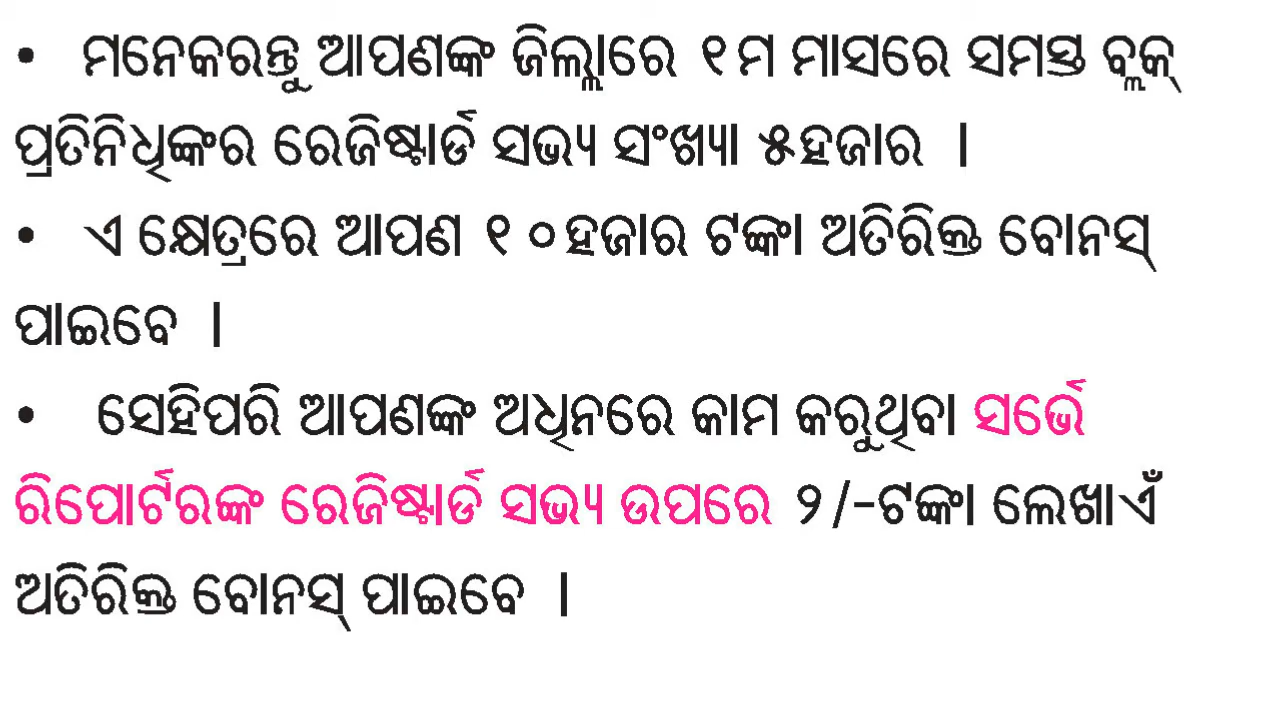 • ମନେକରନ୍ତୁ ଆପଣଙ୍କ ଜିଲ୍ଲାରେ ୧ମ ମାସରେ ସମସ୍ତ ବ୍ଲକ୍
ପ୍ରତିନିଧିଙ୍କର ରେଜିଷ୍ଟାର୍ଡ ସଭ୍ୟ ସଂଖ୍ୟା ୫ହଜାର ।
• ଏ କ୍ଷେତ୍ରରେ ଆପଣ ୧୦ହଜାର ଟଙ୍କା ଅତିରିକ୍ତ ବୋନସ୍
ପାଇବେ ।
• ସେହିପରି ଆପଣଙ୍କ ଅଧିନରେ କାମ କରୁଥିବା ସର୍ଭେ
ରିପୋର୍ଟରଙ୍କ ରେଜିଷ୍ଟାର୍ଡ ସଭ୍ୟ ଉପରେ ୨/-ଟଙ୍କା ଲେଖାଏଁ
ଅତିରିକ୍ତ ବୋନସ୍ ପାଇବେ ।